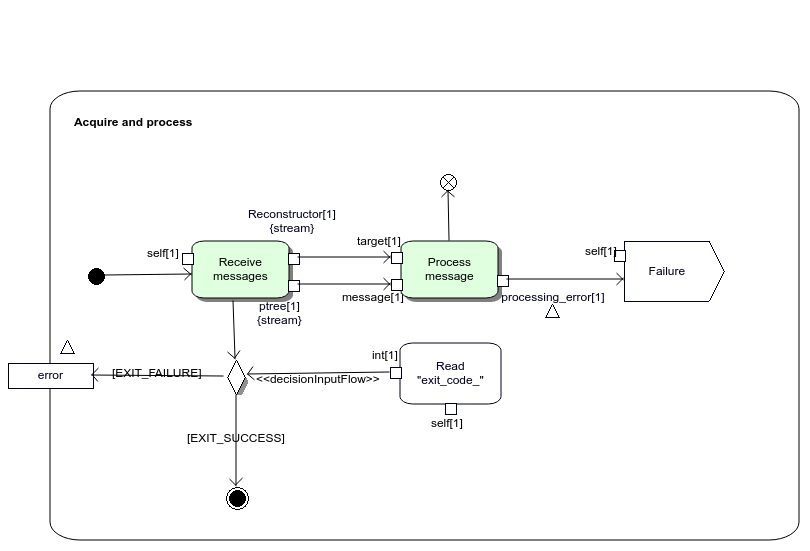 Acquire and process
Reconstructor[1]
{stream}
self[1]
target[1]
self[1]
Receive
messages
Process
message
Failure
ptree[1]
{stream}
message[1]
processing_error[1]
int[1]
error
[EXIT_FAILURE]
<<decisionInputFlow>>
Read
"exit_code_"
self[1]
[EXIT_SUCCESS]